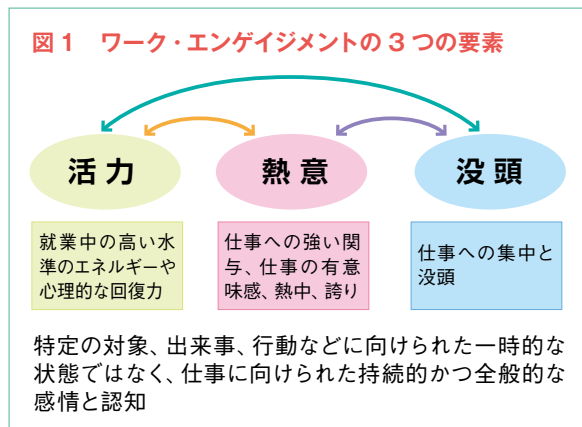 図1 ワーク・エンゲイジメントの3つの要素
活力
熱意
没頭
就業中の高い水
準のエネルギーや
心理的な回復力
仕事への強い関
与、仕事の有意
味感、熱中、誇り
仕事への集中と
没頭
特定の対象、出来事、行動などに向けられた一時的な
状態ではなく、仕事に向けられた持続的かつ全般的な
感情と認知